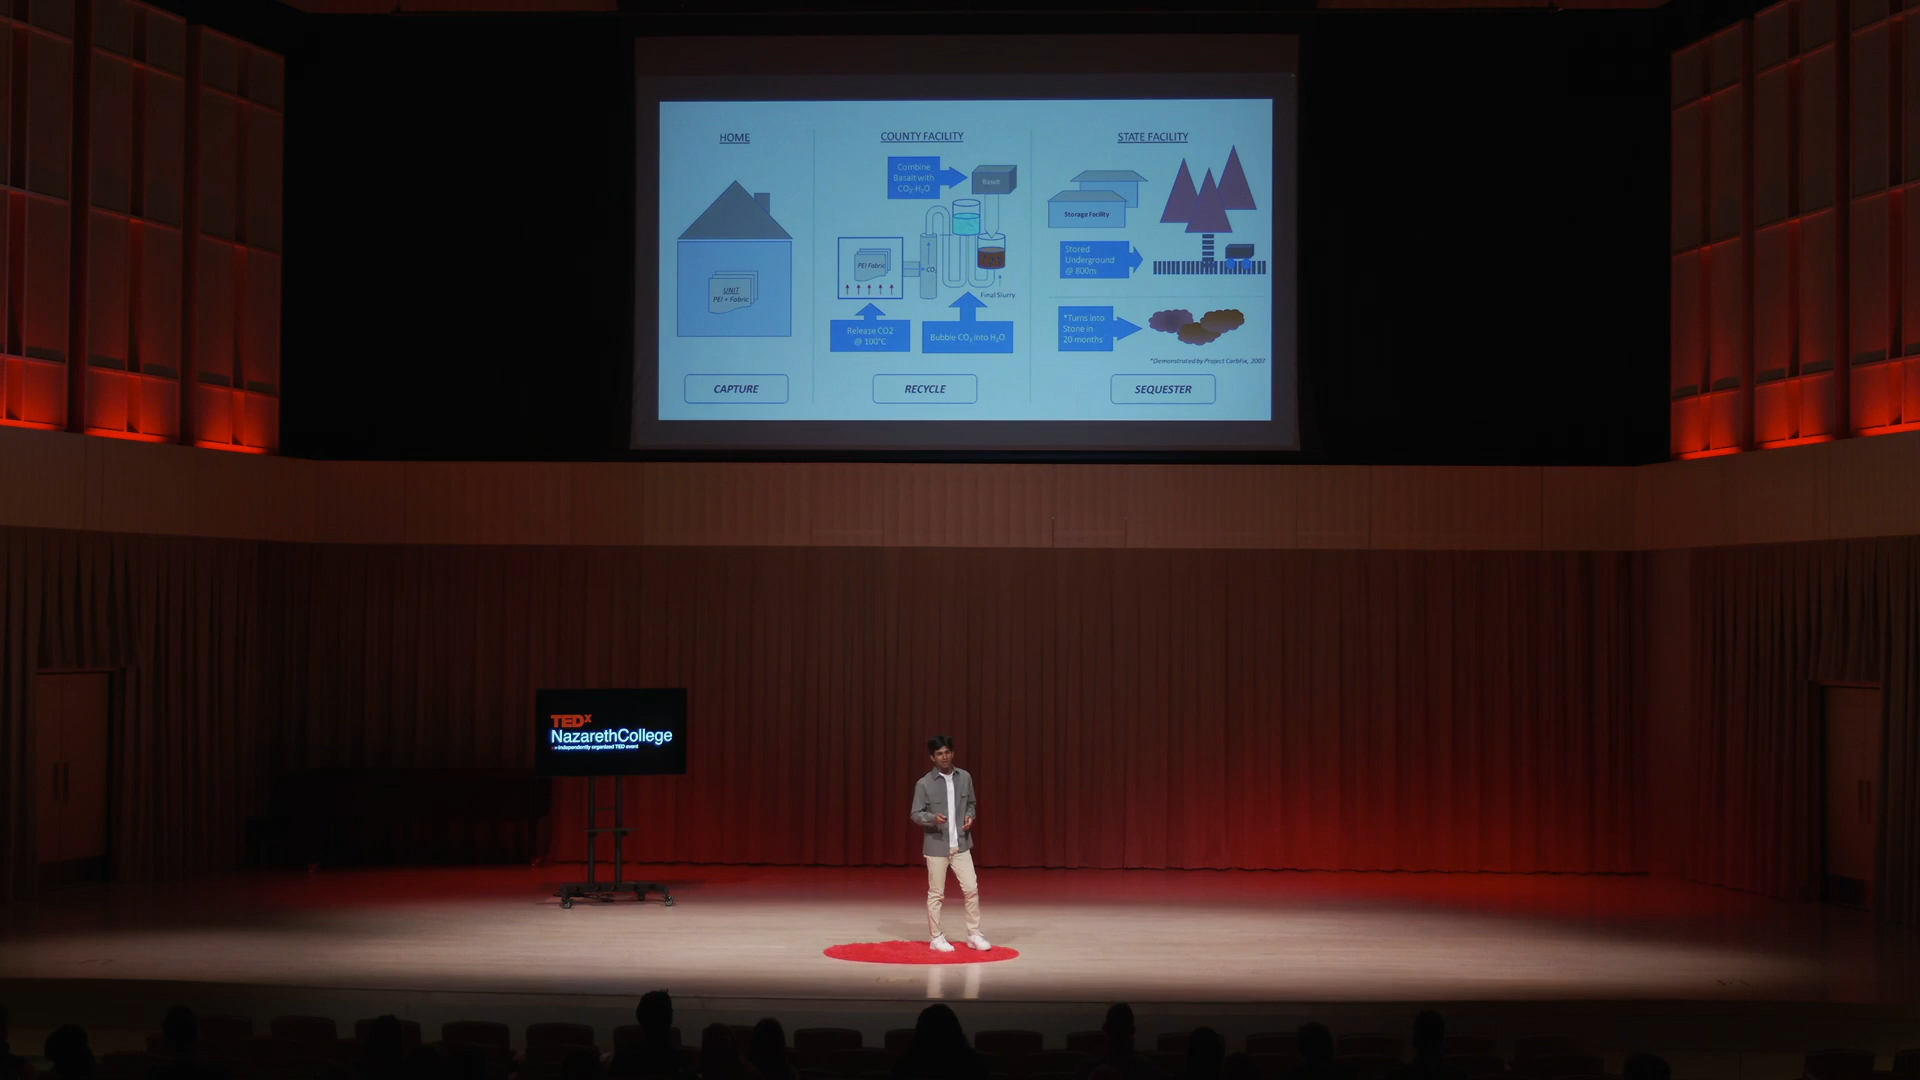 HOME
UNIT
PEI + Fabric
CAPTURE
COUNTY FACILITY
Combine
Basalt with
CO₂-H₂O
Basalt
PEI Fabric
CO₂
Final Slurry
Release CO2
@ 100°C
Bubble CO₂ into H₂O
RECYCLE
STATE FACILITY
Storage Facility
Stored
Underground
@ 800m
*Turns into
Stone in
20 months
*Demonstrated by Project CarbFix, 2007
SEQUESTER
TEDx
NazarethCollege
x = independently organized TED event